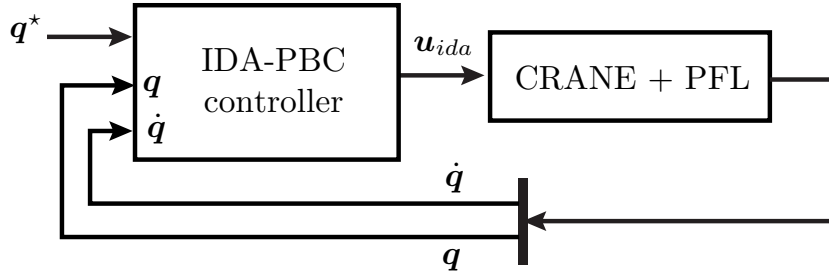 q⋆
IDA-PBC
controller
q
q̇
u_ida
CRANE + PFL
q̇
q